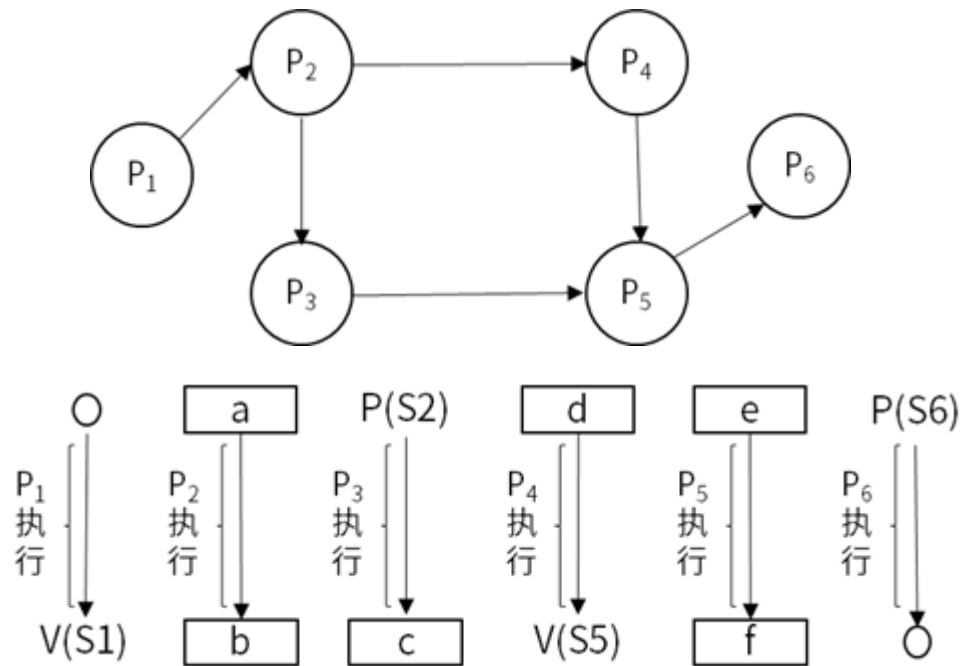 P₂
P₄
P₁
P₆
P₃
P₅
a
P(S2)
d
e
P(S6)
P₁
执
行
P₂
执
行
P₃
执
行
P₄
执
行
P₅
执
行
P₆
执
行
V(S1)
b
c
V(S5)
f